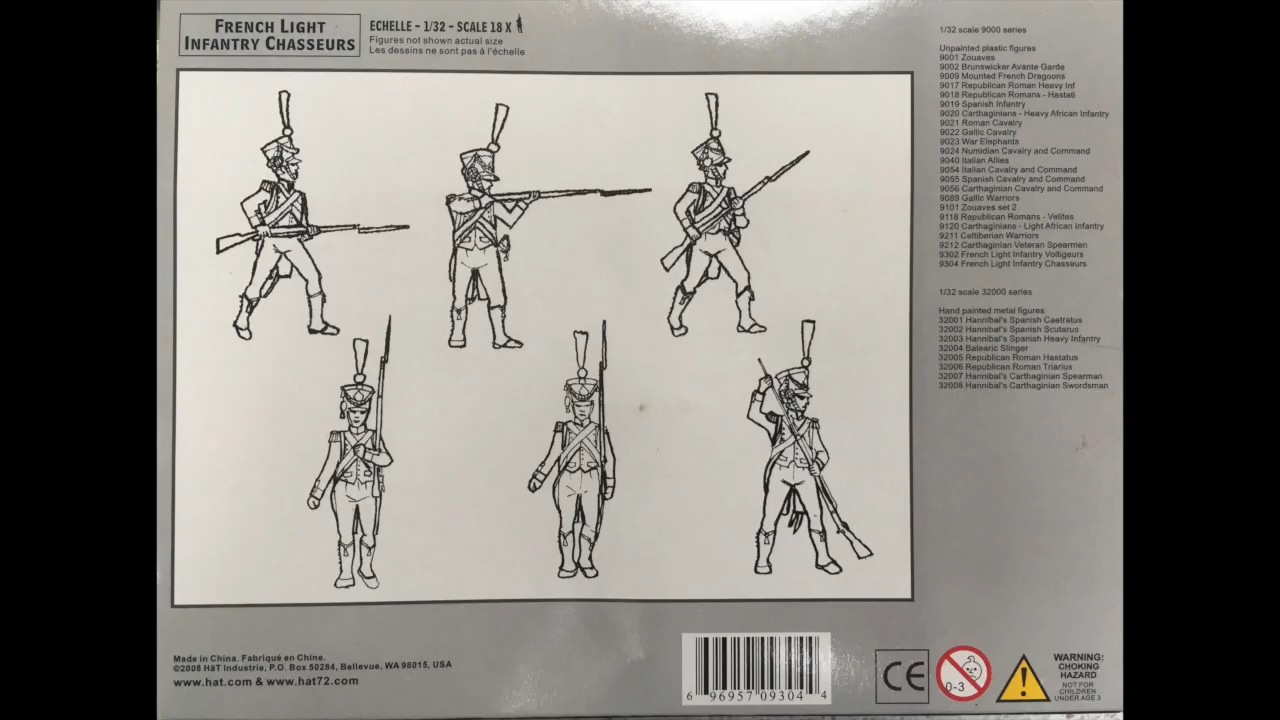 FRENCH LIGHT
INFANTRY CHASSEURS
ECHELLE - 1/32 - SCALE 18 X
Figures not shown actual size
Les dessins ne sont pas à l'échelle
1/32 scale 9000 series
Unpainted plastic figures
9001 Zouaves
9002 Brunswicker Avante Garde
9009 Mounted French Dragoons
9017 Republican Roman Heavy Inf
9018 Republican Romans - Hastati
9019 Spanish Infantry
9020 Carthaginians - Heavy African Infantry
9021 Roman Cavalry
9022 Gallic Cavalry
9023 War Elephants
9024 Numidian Cavalry and Command
9040 Italian Allies
9054 Italian Cavalry and Command
9055 Spanish Cavalry and Command
9056 Carthaginian Cavalry and Command
9089 Gallic Warriors
9101 Zouaves set 2
9118 Republican Romans - Velites
9120 Carthaginians - Light African Infantry
9211 Celtiberian Warriors
9212 Carthaginian Veteran Spearmen
9302 French Light Infantry Voltigeurs
9304 French Light Infantry Chasseurs
1/32 scale 32000 series
Hand painted metal figures
32001 Hannibal's Spanish Caetratus
32002 Hannibal's Spanish Scutarus
32003 Hannibal's Spanish Heavy Infantry
32004 Balearic Slinger
32005 Republican Roman Hastatus
32006 Republican Roman Triarius
32007 Hannibal's Carthaginian Spearman
32008 Hannibal's Carthaginian Swordsman
Made in China. Fabriqué en Chine.
©2008 HäT Industrie, P.O. Box 50284, Bellevue, WA 98015, USA
www.hat.com & www.hat72.com
6 96957 09304 4
CE
0-3
WARNING:
CHOKING
HAZARD
NOT FOR
CHILDREN
UNDER AGE 3